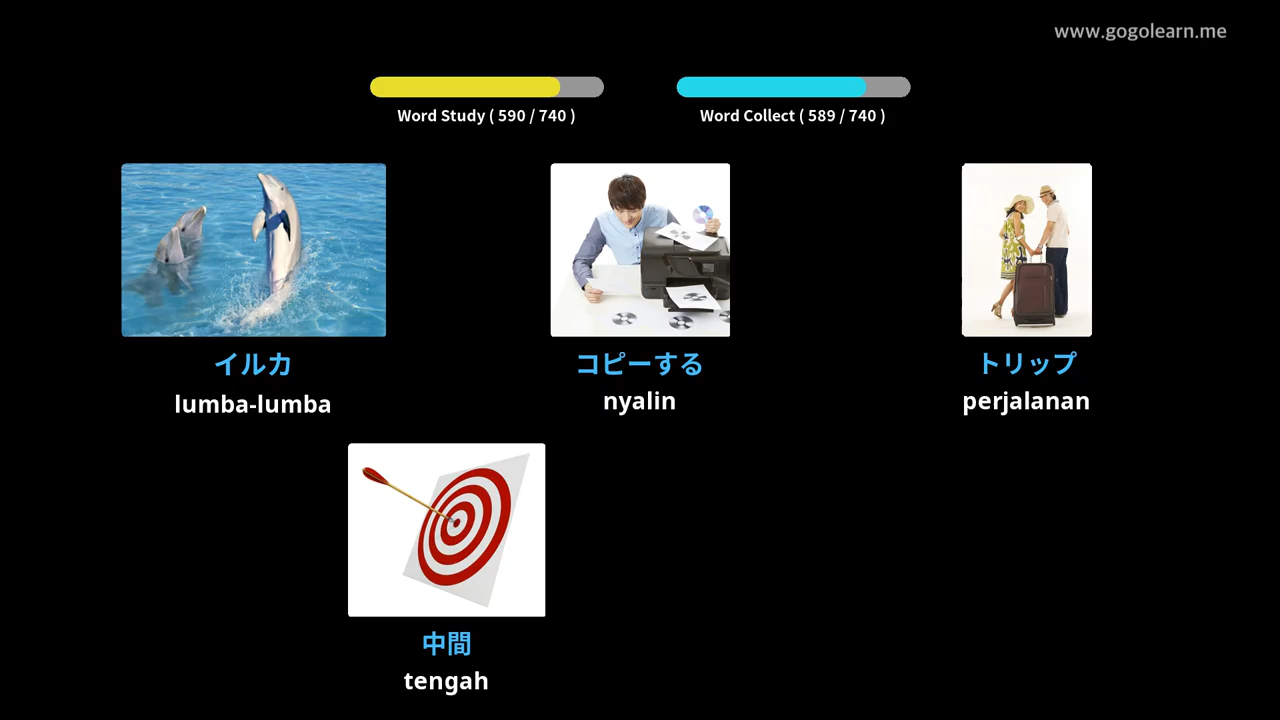 www.gogolearn.me
Word Study ( 590 / 740 )
Word Collect ( 589 / 740 )
イルカ
lumba-lumba
コピーする
nyalin
トリップ
perjalanan
中間
tengah